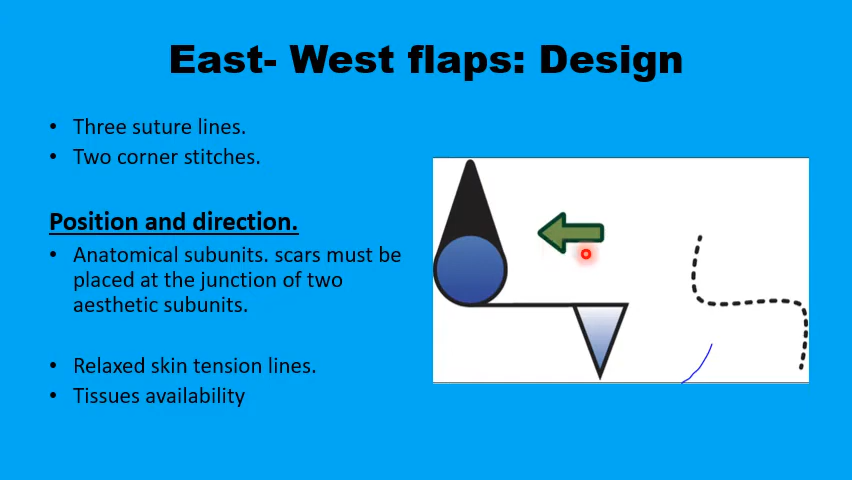 East- West flaps: Design
• Three suture lines.
• Two corner stitches.
Position and direction.
• Anatomical subunits. scars must be
placed at the junction of two
aesthetic subunits.
• Relaxed skin tension lines.
• Tissues availability